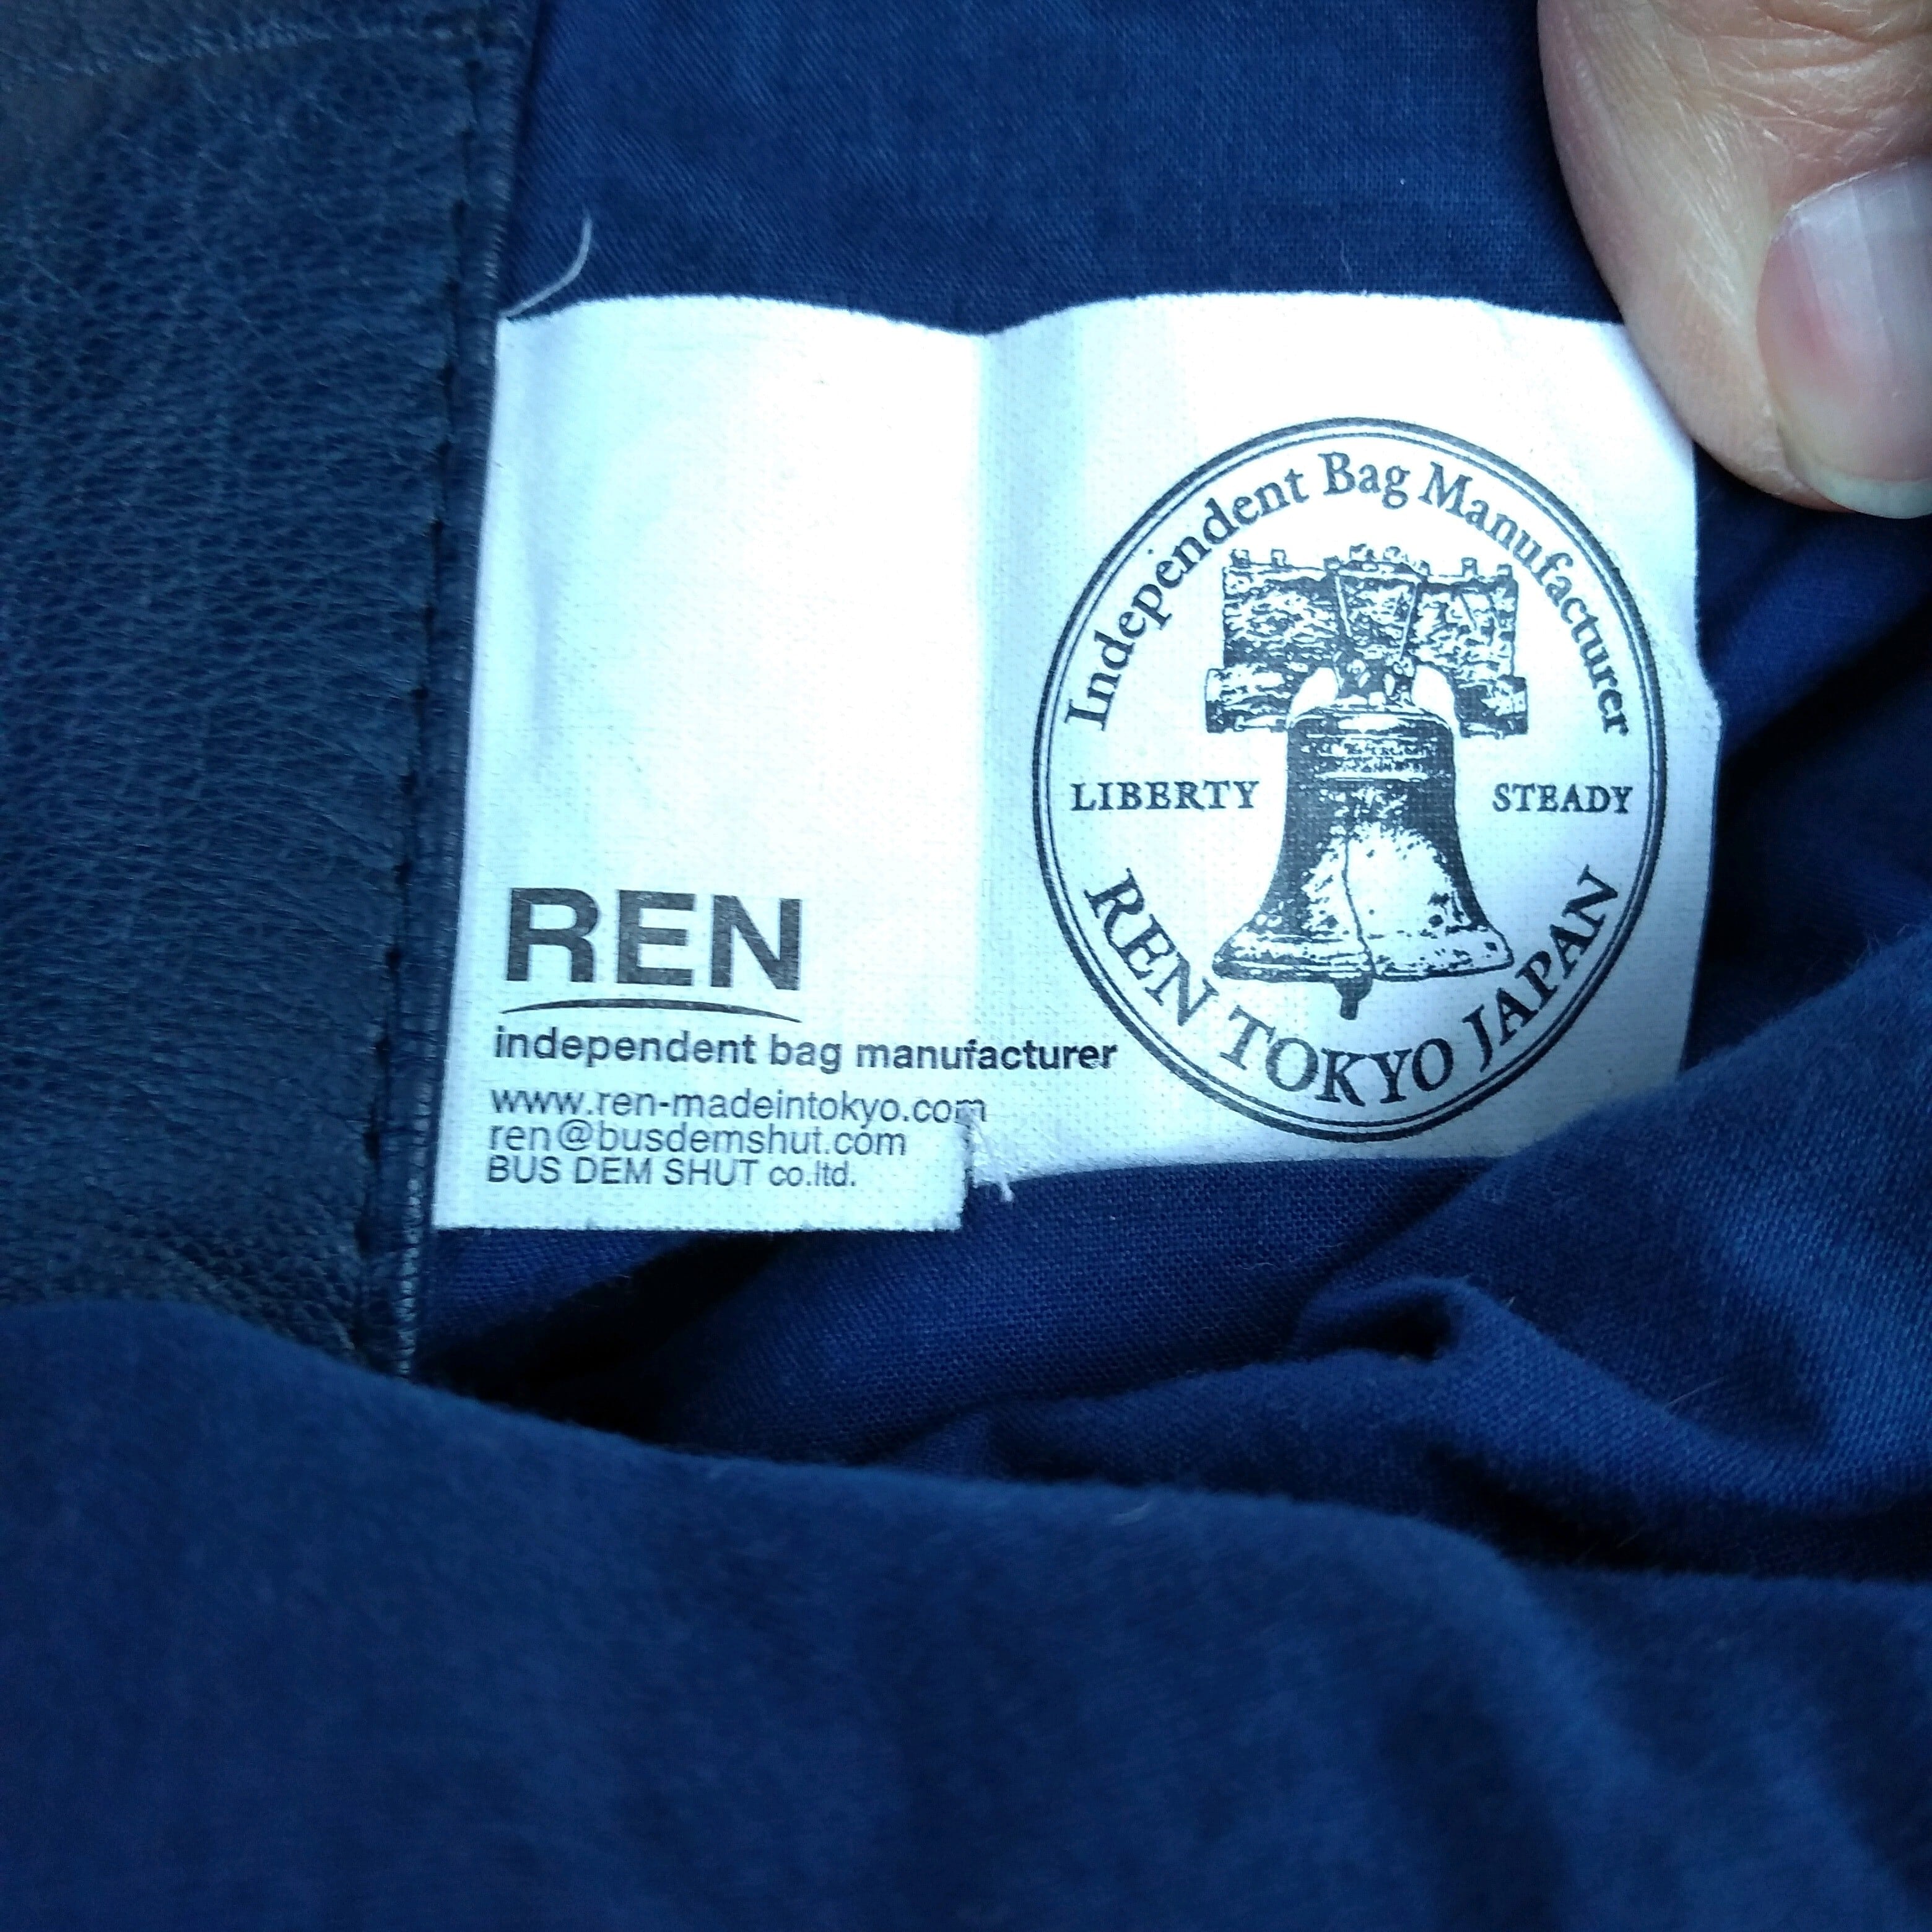 REN
independent bag manufacturer
www.ren-madeintokyo.com
ren@busdemshut.com
BUS DEM SHUT co.ltd.
Independent Bag Manufacturer
LIBERTY STEADY
REN TOKYO JAPAN